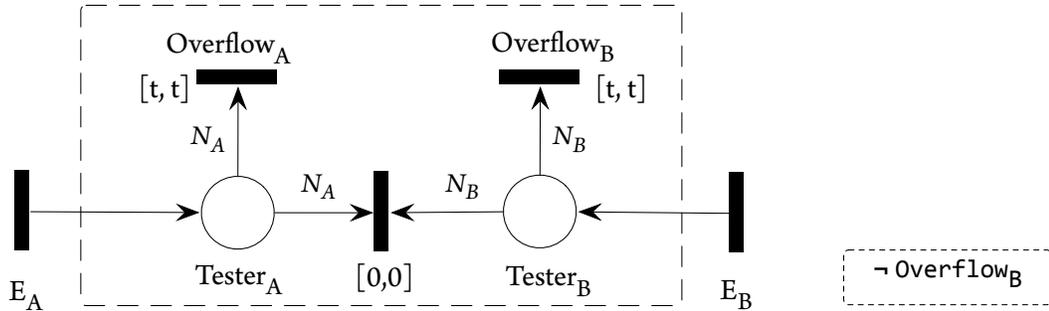 Overflow_A
Overflow_B
[t, t]
[t, t]
N_A
N_B
N_A
N_B
Tester_A
[0,0]
Tester_B
E_A
E_B
¬ Overflow_B